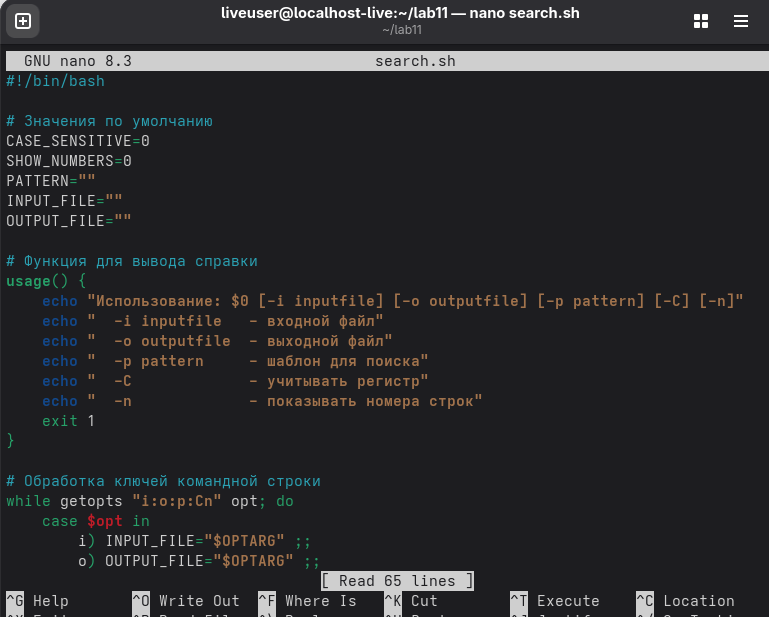 liveuser@localhost-live:~/lab11 — nano search.sh
~/lab11
GNU nano 8.3 search.sh
#!/bin/bash
# Значения по умолчанию
CASE_SENSITIVE=0
SHOW_NUMBERS=0
PATTERN=""
INPUT_FILE=""
OUTPUT_FILE=""
# Функция для вывода справки
usage() {
    echo "Использование: $0 [-i inputfile] [-o outputfile] [-p pattern] [-C] [-n]"
    echo "  -i inputfile   - входной файл"
    echo "  -o outputfile  - выходной файл"
    echo "  -p pattern     - шаблон для поиска"
    echo "  -C             - учитывать регистр"
    echo "  -n             - показывать номера строк"
    exit 1
}
# Обработка ключей командной строки
while getopts "i:o:p:Cn" opt; do
    case $opt in
        i) INPUT_FILE="$OPTARG" ;;
        o) OUTPUT_FILE="$OPTARG" ;;
[ Read 65 lines ]
^G Help ^O Write Out ^F Where Is ^K Cut ^T Execute ^C Location